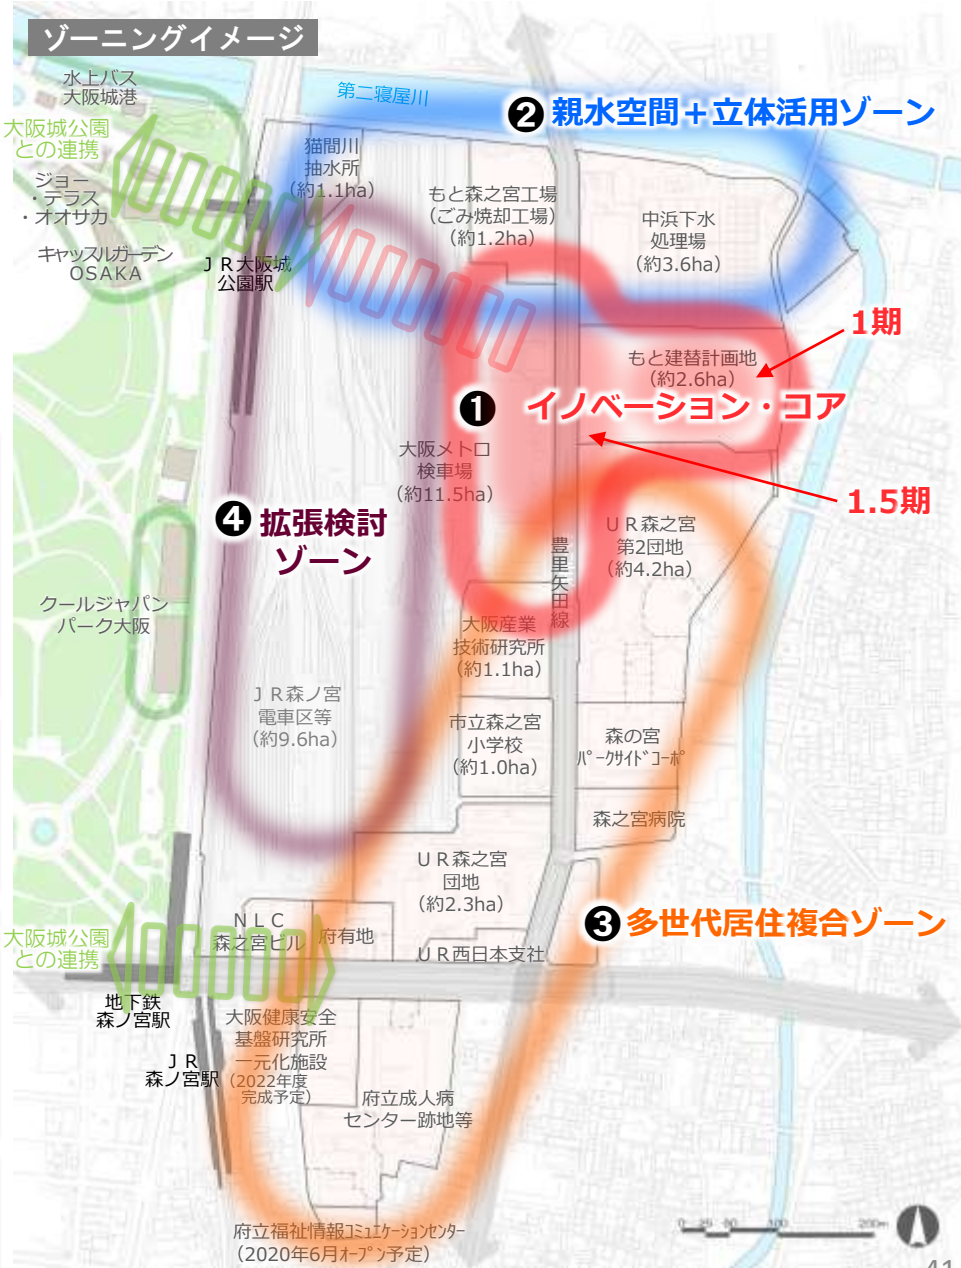 ゾーニングイメージ
水上バス
大阪城港
第二寝屋川
❷親水空間+立体活用ゾーン
大阪城公園
との連携
猫間川
抽水所
(約1.1ha)
ジョー
・テラス
・オオサカ
もと森之宮工場
(ごみ焼却工場)
(約1.2ha)
中浜下水
処理場
(約3.6ha)
キャッスルガーデン
OSAKA
JR大阪城
公園駅
1期
もと建替計画地
(約2.6ha)
❶ イノベーション・コア
大阪メトロ
検車場
(約11.5ha)
1.5期
❹拡張検討
ゾーン
UR森之宮
第2団地
(約4.2ha)
豊里矢田線
クールジャパン
パーク大阪
大阪産業
技術研究所
(約1.1ha)
JR森ノ宮
電車区等
(約9.6ha)
市立森之宮
小学校
(約1.0ha)
森の宮
パークサイドコーポ
森之宮病院
UR森之宮
団地
(約2.3ha)
❸多世代居住複合ゾーン
大阪城公園
との連携
NLC
森之宮ビル
府有地
UR西日本支社
地下鉄
森ノ宮駅
大阪健康安全
基盤研究所
一元化施設
(2022年度
完成予定)
JR
森ノ宮駅
府立成人病
センター跡地等
府立福祉情報コミュニケーションセンター
(2020年6月オープン予定)
0 25 50 100 200m
41